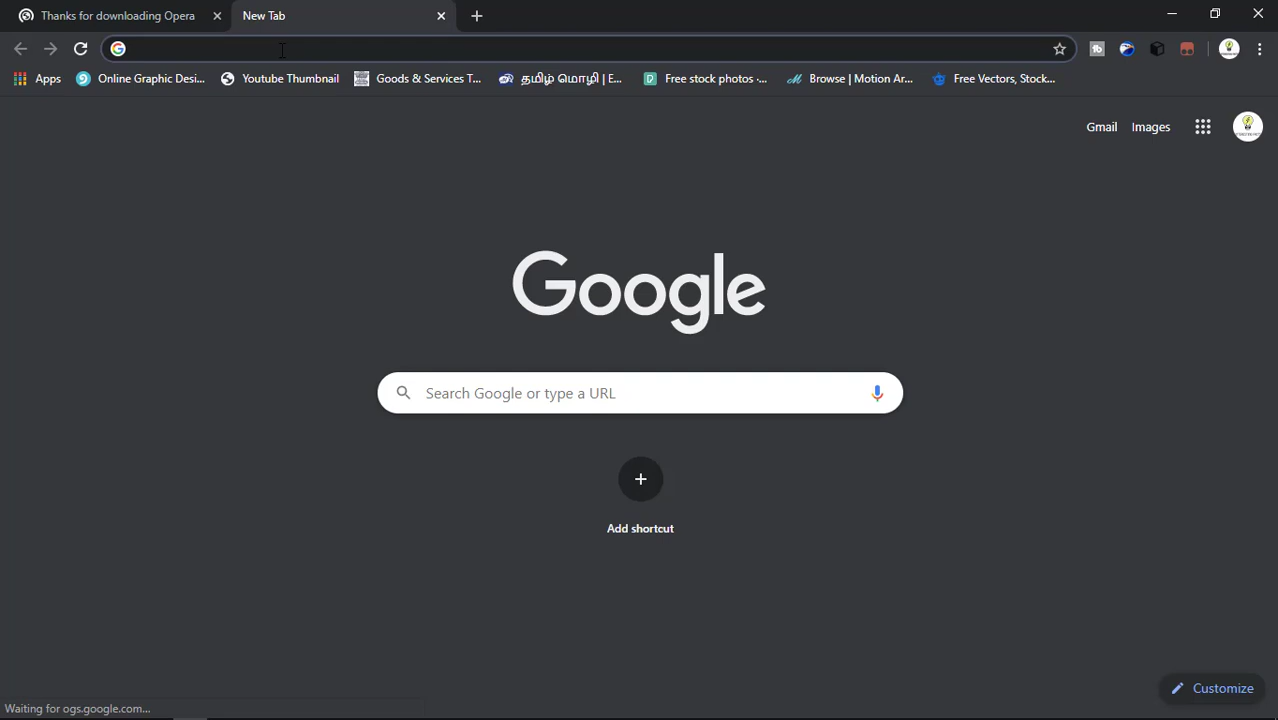 Thanks for downloading Opera
New Tab
Apps
Online Graphic Desi...
Youtube Thumbnail
Goods & Services T...
தமிழ் மொழி | E...
Free stock photos ·...
Browse | Motion Ar...
Free Vectors, Stock...
Gmail
Images
Google
Search Google or type a URL
Add shortcut
Customize
Waiting for ogs.google.com...